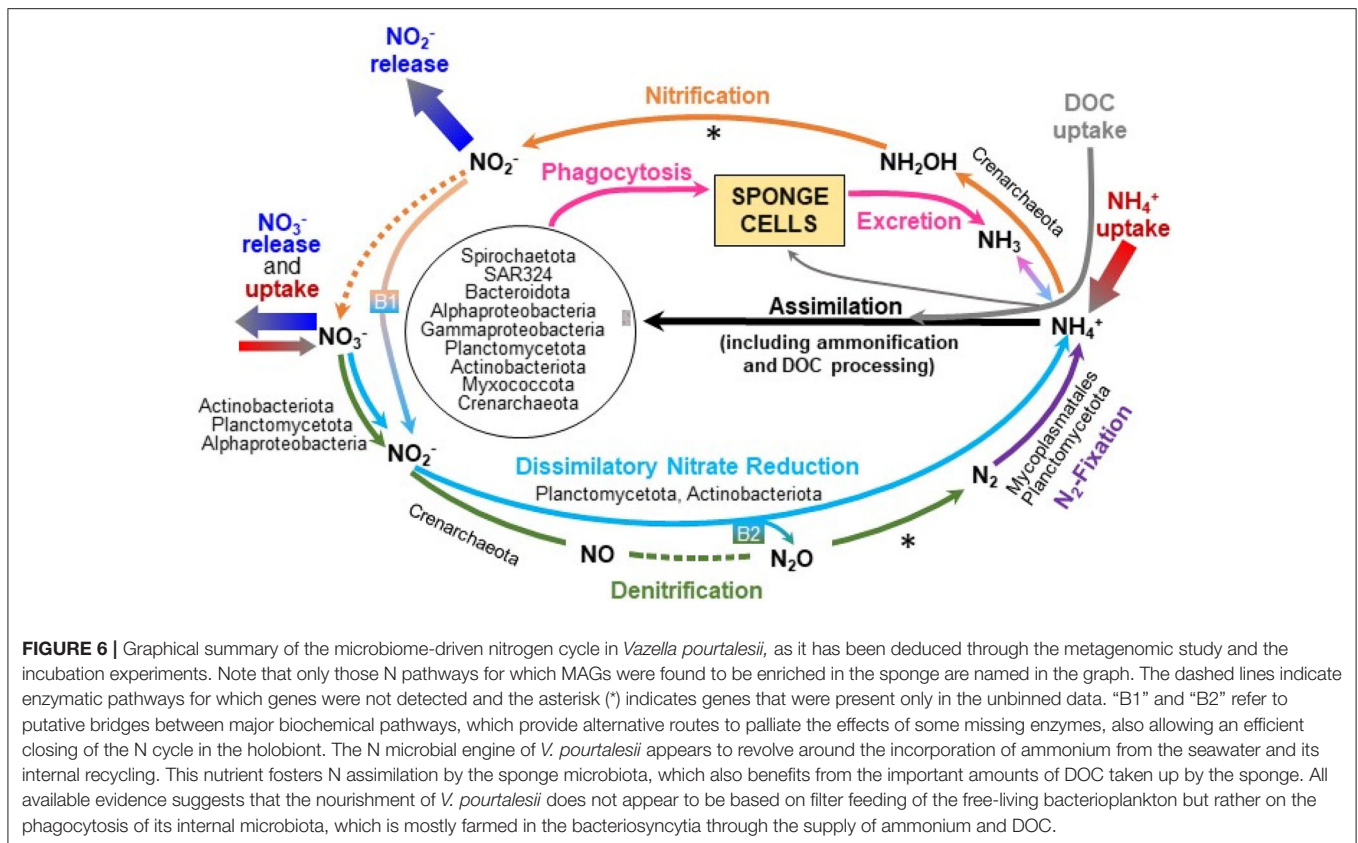 NO₂⁻
release
Nitrification
*
DOC
uptake
NO₂⁻
NH₂OH
Crenarchaeota
Phagocytosis
SPONGE
CELLS
Excretion
NH₃
NH₄⁺
uptake
NO₃⁻
release
and
uptake
B1
Spirochaetota
SAR324
Bacteroidota
Alphaproteobacteria
Gammaproteobacteria
Planctomycetota
Actinobacteriota
Myxococcota
Crenarchaeota
Assimilation
(including ammonification
and DOC processing)
NH₄⁺
NO₃⁻
Actinobacteriota
Planctomycetota
Alphaproteobacteria
NO₂⁻
Dissimilatory Nitrate Reduction
Planctomycetota, Actinobacteriota
N₂
Mycoplasmatales
Planctomycetota
N₂-Fixation
Crenarchaeota
B2
NO
N₂O
*
Denitrification
FIGURE 6 | Graphical summary of the microbiome-driven nitrogen cycle in Vazella pourtalesii, as it has been deduced through the metagenomic study and the
incubation experiments. Note that only those N pathways for which MAGs were found to be enriched in the sponge are named in the graph. The dashed lines indicate
enzymatic pathways for which genes were not detected and the asterisk (*) indicates genes that were present only in the unbinned data. “B1” and “B2” refer to
putative bridges between major biochemical pathways, which provide alternative routes to palliate the effects of some missing enzymes, also allowing an efficient
closing of the N cycle in the holobiont. The N microbial engine of V. pourtalesii appears to revolve around the incorporation of ammonium from the seawater and its
internal recycling. This nutrient fosters N assimilation by the sponge microbiota, which also benefits from the important amounts of DOC taken up by the sponge. All
available evidence suggests that the nourishment of V. pourtalesii does not appear to be based on filter feeding of the free-living bacterioplankton but rather on the
phagocytosis of its internal microbiota, which is mostly farmed in the bacteriosyncytia through the supply of ammonium and DOC.